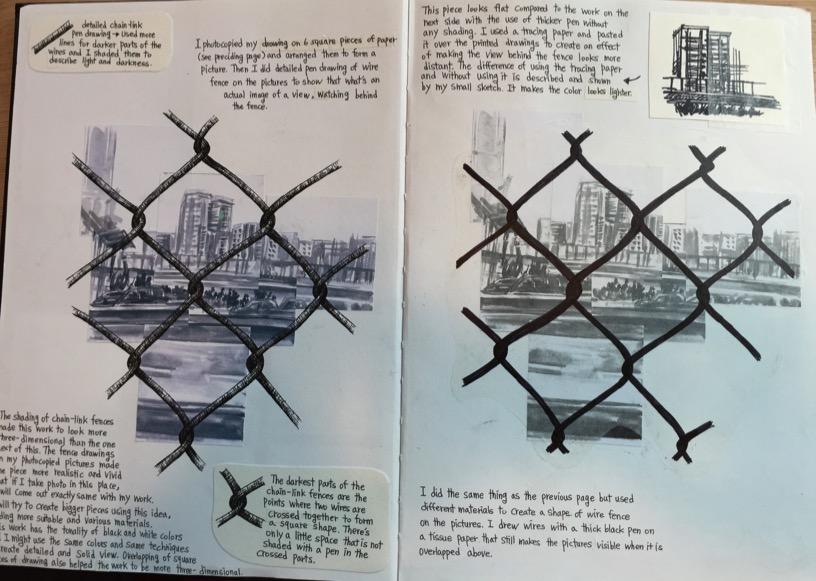 detailed chain-link
pen drawing → Used more
lines for darker parts of the
wires and I shaded them to
describe light and darkness.
I photocopied my drawing on 6 square pieces of paper
(see preciding page) and arranged them to form a
picture. Then I did detailed pen drawing of wire
fence on the pictures to show that what's an
actual image of a view, watching behind
the fence.
The shading of chain-link fences
made this work to look more
three-dimensional than the one
next of this. The fence drawings
my photocopied pictures made
piece more realistic and vivid
if I take photo in this place,
will come out exactly same with my work.
will try to create bigger pieces using this idea,
more suitable and various materials.
work has the tonality of black and white colors
I might use the same colors and same techniques
create detailed and Solid view. Overlapping of square
of drawing also helped the work to be more three-dimensional.
The darkest parts of the
chain-link fences are the
points where two wires are
crossed together to form
a square shape. There's
only a little space that is not
shaded with a pen in the
crossed parts.
This piece looks flat compared to the work on the
next side with the use of thicker pen without
any shading. I used a tracing paper and pasted
it over the printed drawings to create an effect
of making the view behind the fence looks more
distant. The difference of using the tracing paper
and without using it is described and shown
by my small sketch. It makes the color looks lighter.
I did the same thing as the previous page but used
different materials to create a shape of wire fence
on the pictures. I drew wires with a thick black pen on
a tissue paper that still makes the pictures visible when it is
overlapped above.